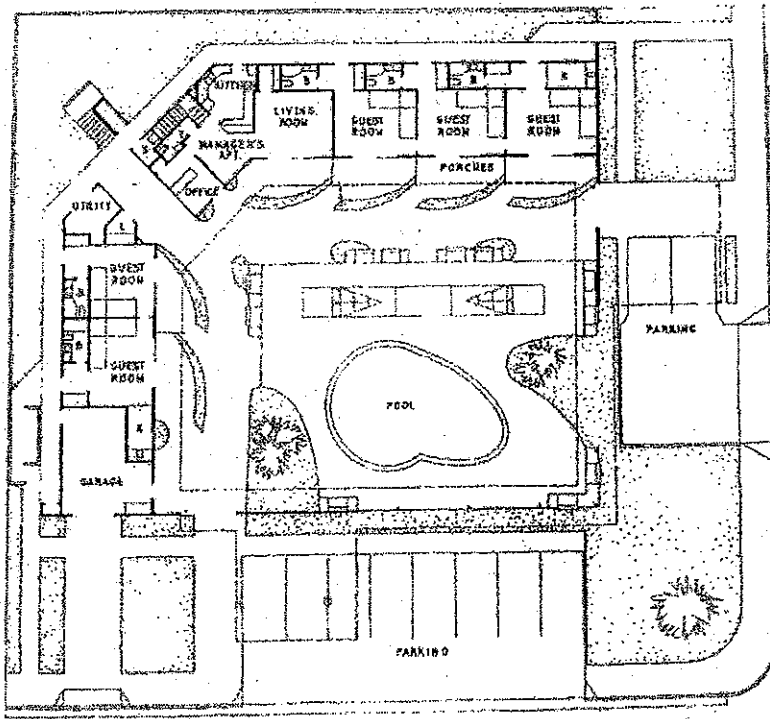 KITCHEN
B
B
B
K
LIVING
ROOM
GUEST
ROOM
GUEST
ROOM
GUEST
ROOM
MANAGER'S
APT.
PORCHES
OFFICE
UTILITY
L
GUEST
ROOM
B
B
GUEST
ROOM
PARKING
POOL
K
GARAGE
PARKING